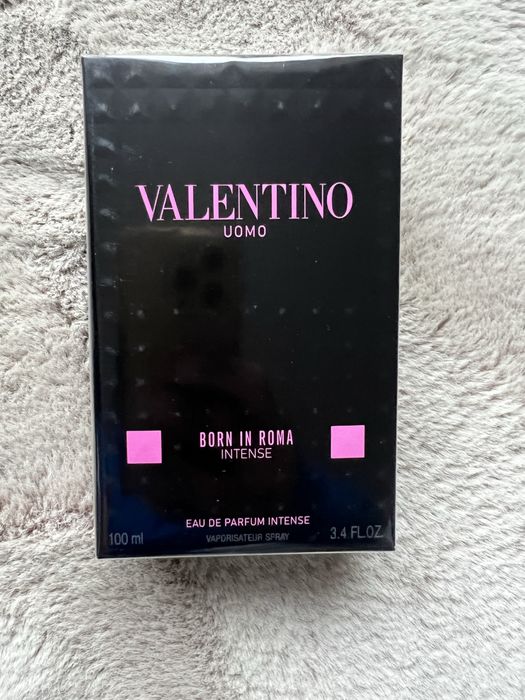 VALENTINO
UOMO
BORN IN ROMA
INTENSE
EAU DE PARFUM INTENSE
100 ml VAPORISATEUR SPRAY 3.4 FL.OZ.